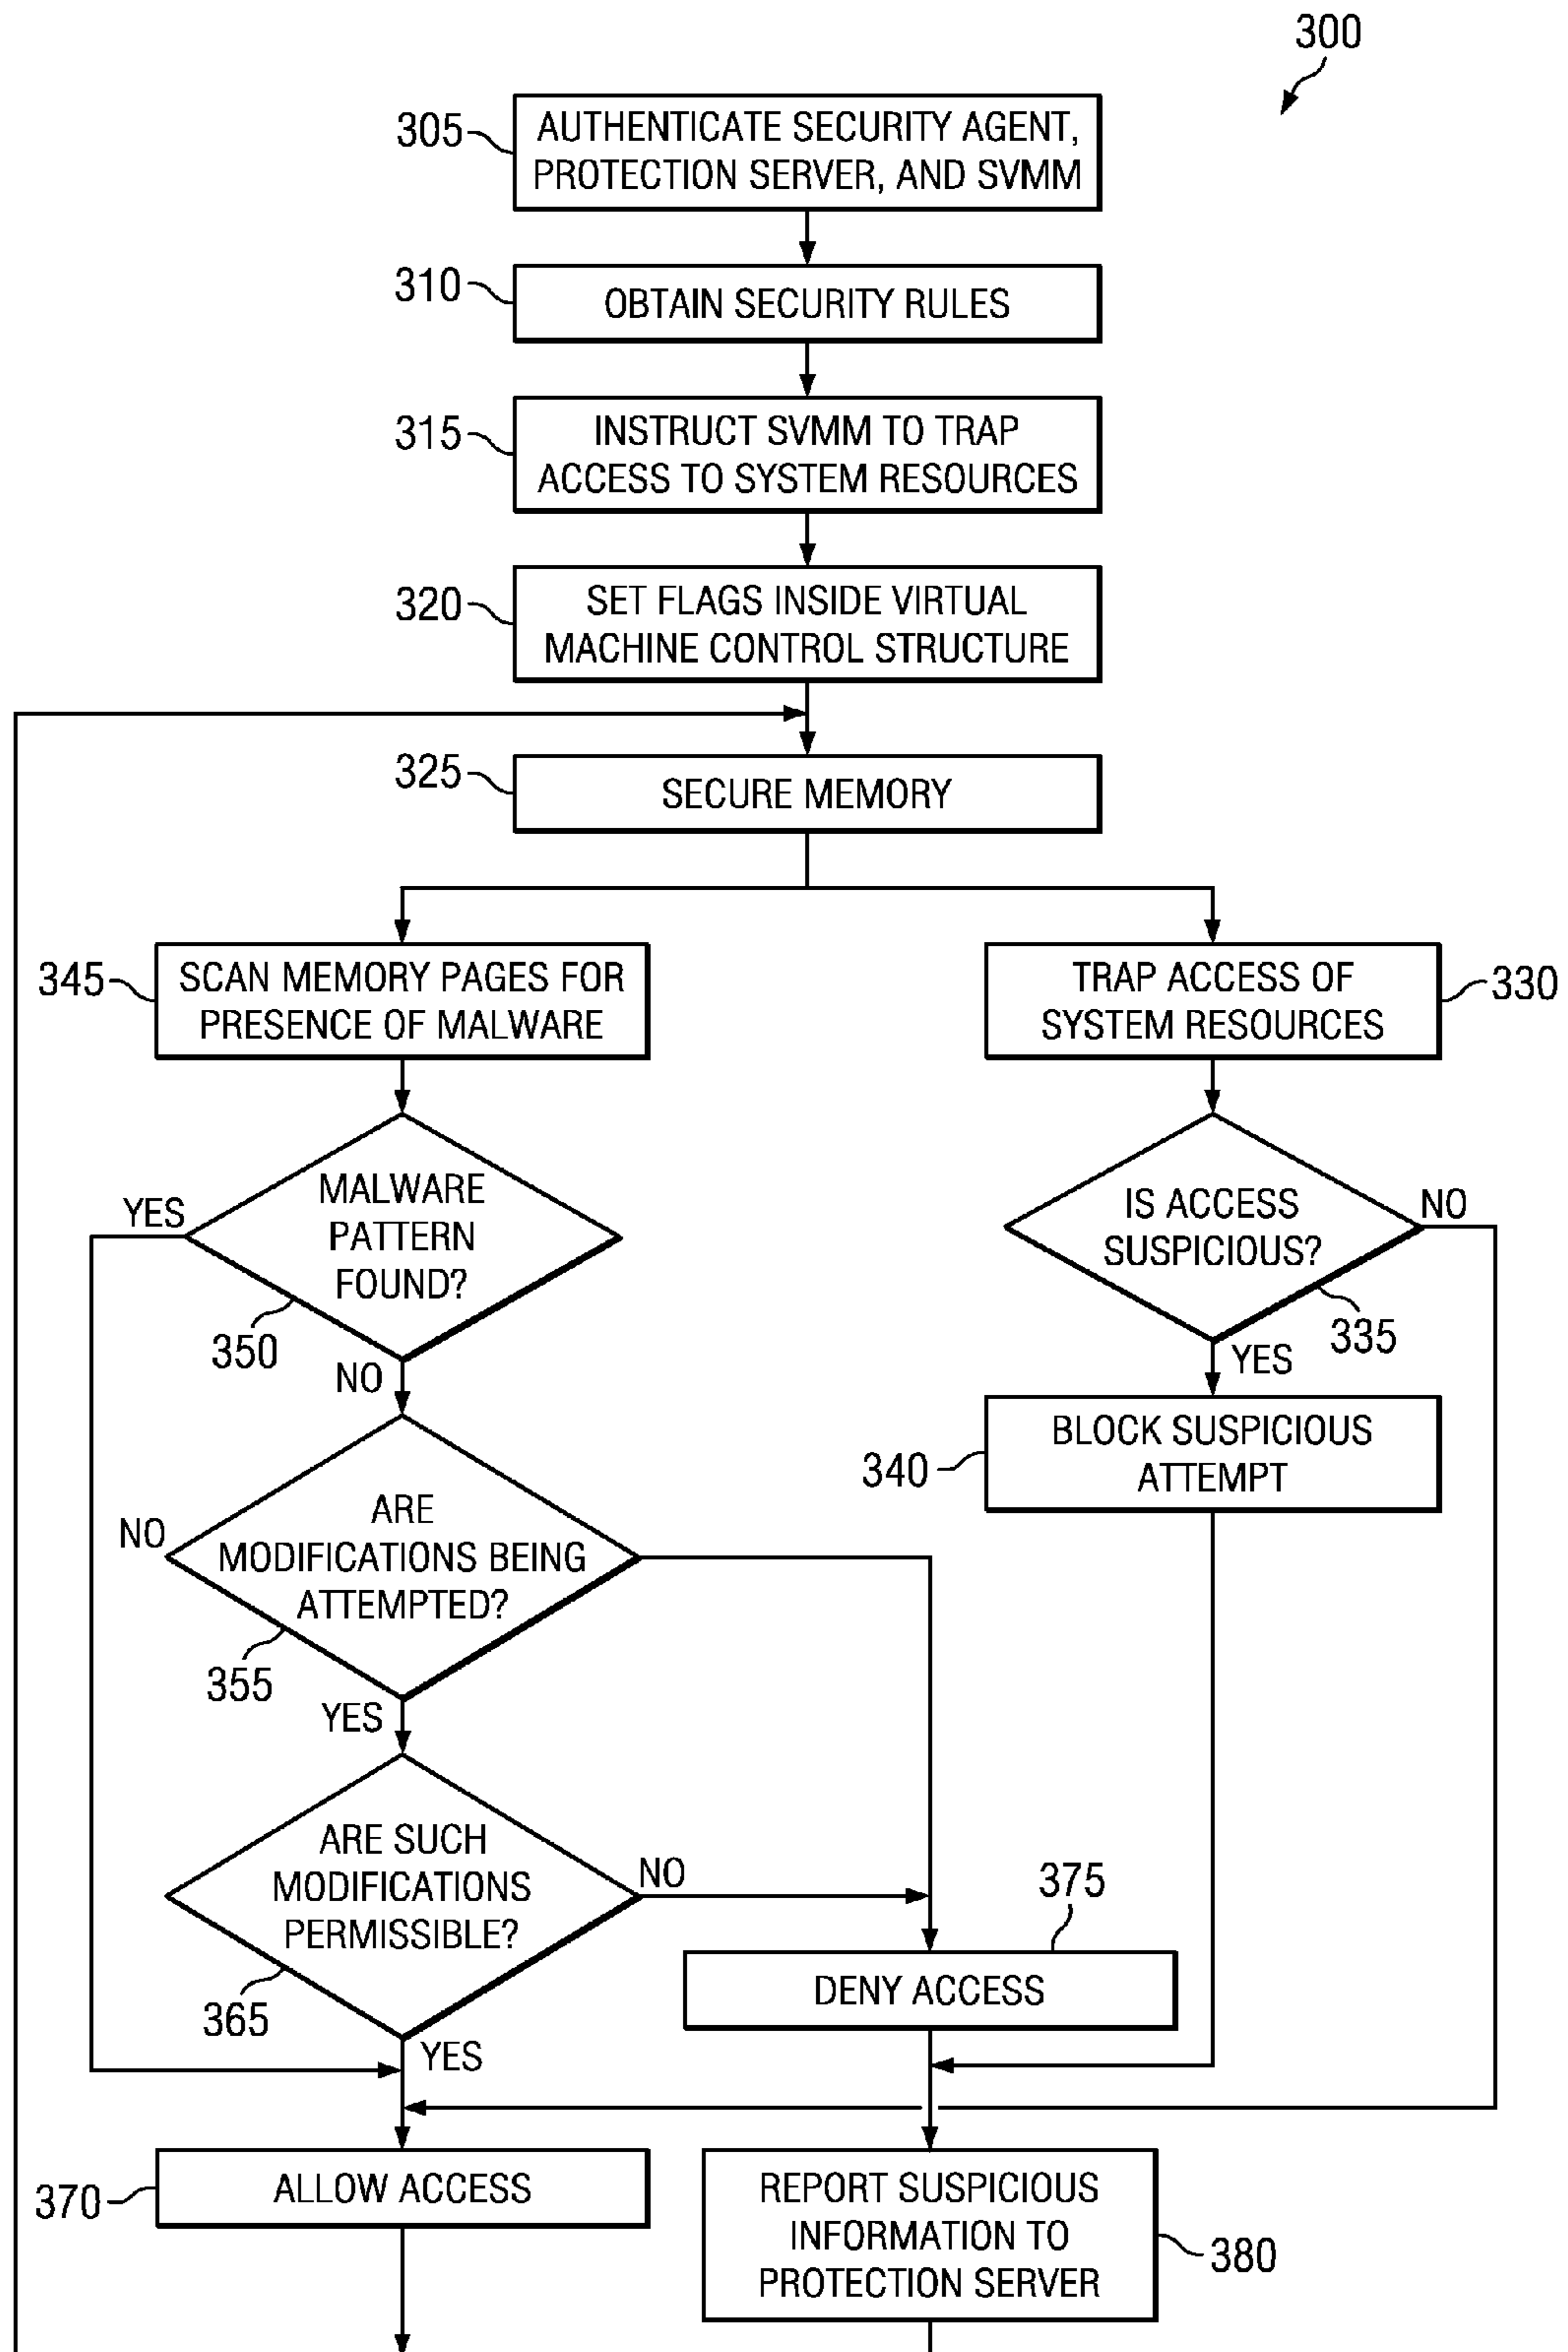 300
305
AUTHENTICATE SECURITY AGENT,
PROTECTION SERVER, AND SVMM
310
OBTAIN SECURITY RULES
315
INSTRUCT SVMM TO TRAP
ACCESS TO SYSTEM RESOURCES
320
SET FLAGS INSIDE VIRTUAL
MACHINE CONTROL STRUCTURE
325
SECURE MEMORY
345
SCAN MEMORY PAGES FOR
PRESENCE OF MALWARE
TRAP ACCESS OF
SYSTEM RESOURCES
330
YES
MALWARE
PATTERN
FOUND?
350
NO
IS ACCESS
SUSPICIOUS?
NO
335
YES
340
BLOCK SUSPICIOUS
ATTEMPT
NO
ARE
MODIFICATIONS BEING
ATTEMPTED?
355
YES
ARE SUCH
MODIFICATIONS
PERMISSIBLE?
NO
365
YES
375
DENY ACCESS
370
ALLOW ACCESS
REPORT SUSPICIOUS
INFORMATION TO
PROTECTION SERVER
380